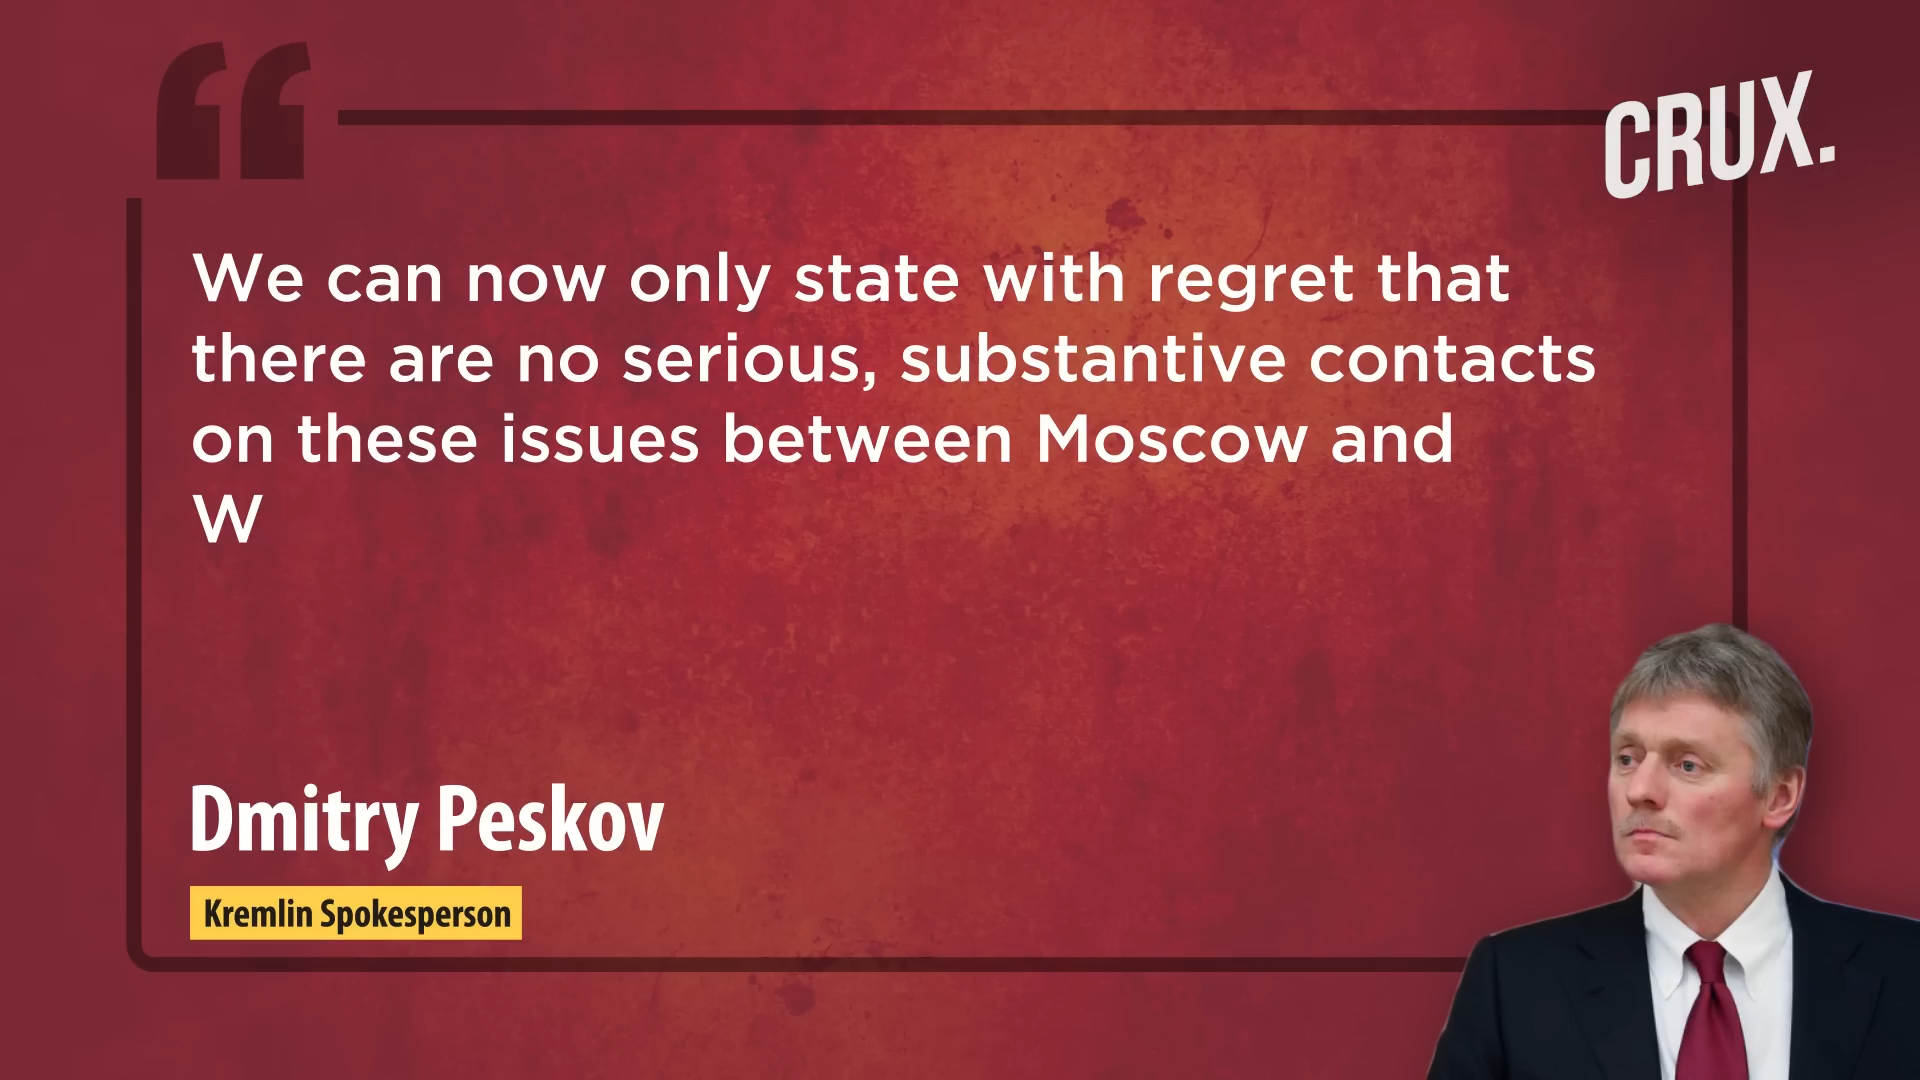 CRUX.
We can now only state with regret that
there are no serious, substantive contacts
on these issues between Moscow and
W
Dmitry Peskov
Kremlin Spokesperson